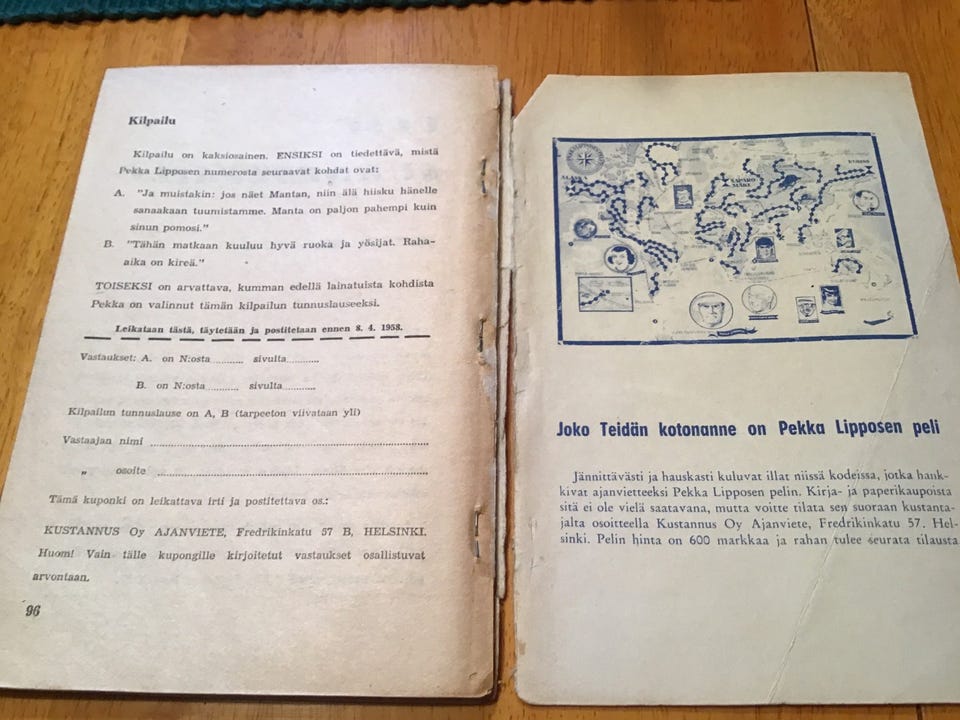 Kilpailu
Kilpailu on kaksiosainen. ENSIKSI on tiedettävä, mistä
Pekka Lipposen numerosta seuraavat kohdat ovat:
A. "Ja muistakin: jos näet Mantan, niin älä hiisku hänelle
sanaakaan tuumistamme. Manta on paljon pahempi kuin
sinun pomosi."
B. "Tähän matkaan kuuluu hyvä ruoka ja yösijat. Raha-
aika on kireä."
TOISEKSI on arvattava, kumman edellä lainatuista kohdista
Pekka on valinnut tämän kilpailun tunnuslauseeksi.
Leikataan tästä, täytetään ja postitetaan ennen 8. 4. 1958.
Vastaukset: A. on N:osta .......... sivulta..........
B. on N:osta .......... sivulta ..........
Kilpailun tunnuslause on A, B (tarpeeton viivataan yli)
Vastaajan nimi ..........
„ osoite ..........
Tämä kuponki on leikattava irti ja postitettava os.:
KUSTANNUS Oy AJANVIETE, Fredrikinkatu 57 B, HELSINKI.
Huom! Vain tälle kupongille kirjoitetut vastaukset osallistuvat
arvontaan.
96
Joko Teidän kotonanne on Pekka Lipposen peli
Jännittävästi ja hauskasti kuluvat illat niissä kodeissa, jotka hank-
kivat ajanvietteeksi Pekka Lipposen pelin. Kirja- ja paperikaupoista
sitä ei ole vielä saatavana, mutta voitte tilata sen suoraan kustanta-
jalta osoitteella Kustannus Oy Ajanviete, Fredrikinkatu 57. Hel-
sinki. Pelin hinta on 600 markkaa ja rahan tulee seurata tilausta